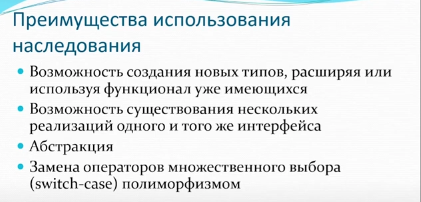 Преимущества использования
наследования
• Возможность создания новых типов, расширяя или
используя функционал уже имеющихся
• Возможность существования нескольких
реализаций одного и того же интерфейса
• Абстракция
• Замена операторов множественного выбора
(switch-case) полиморфизмом